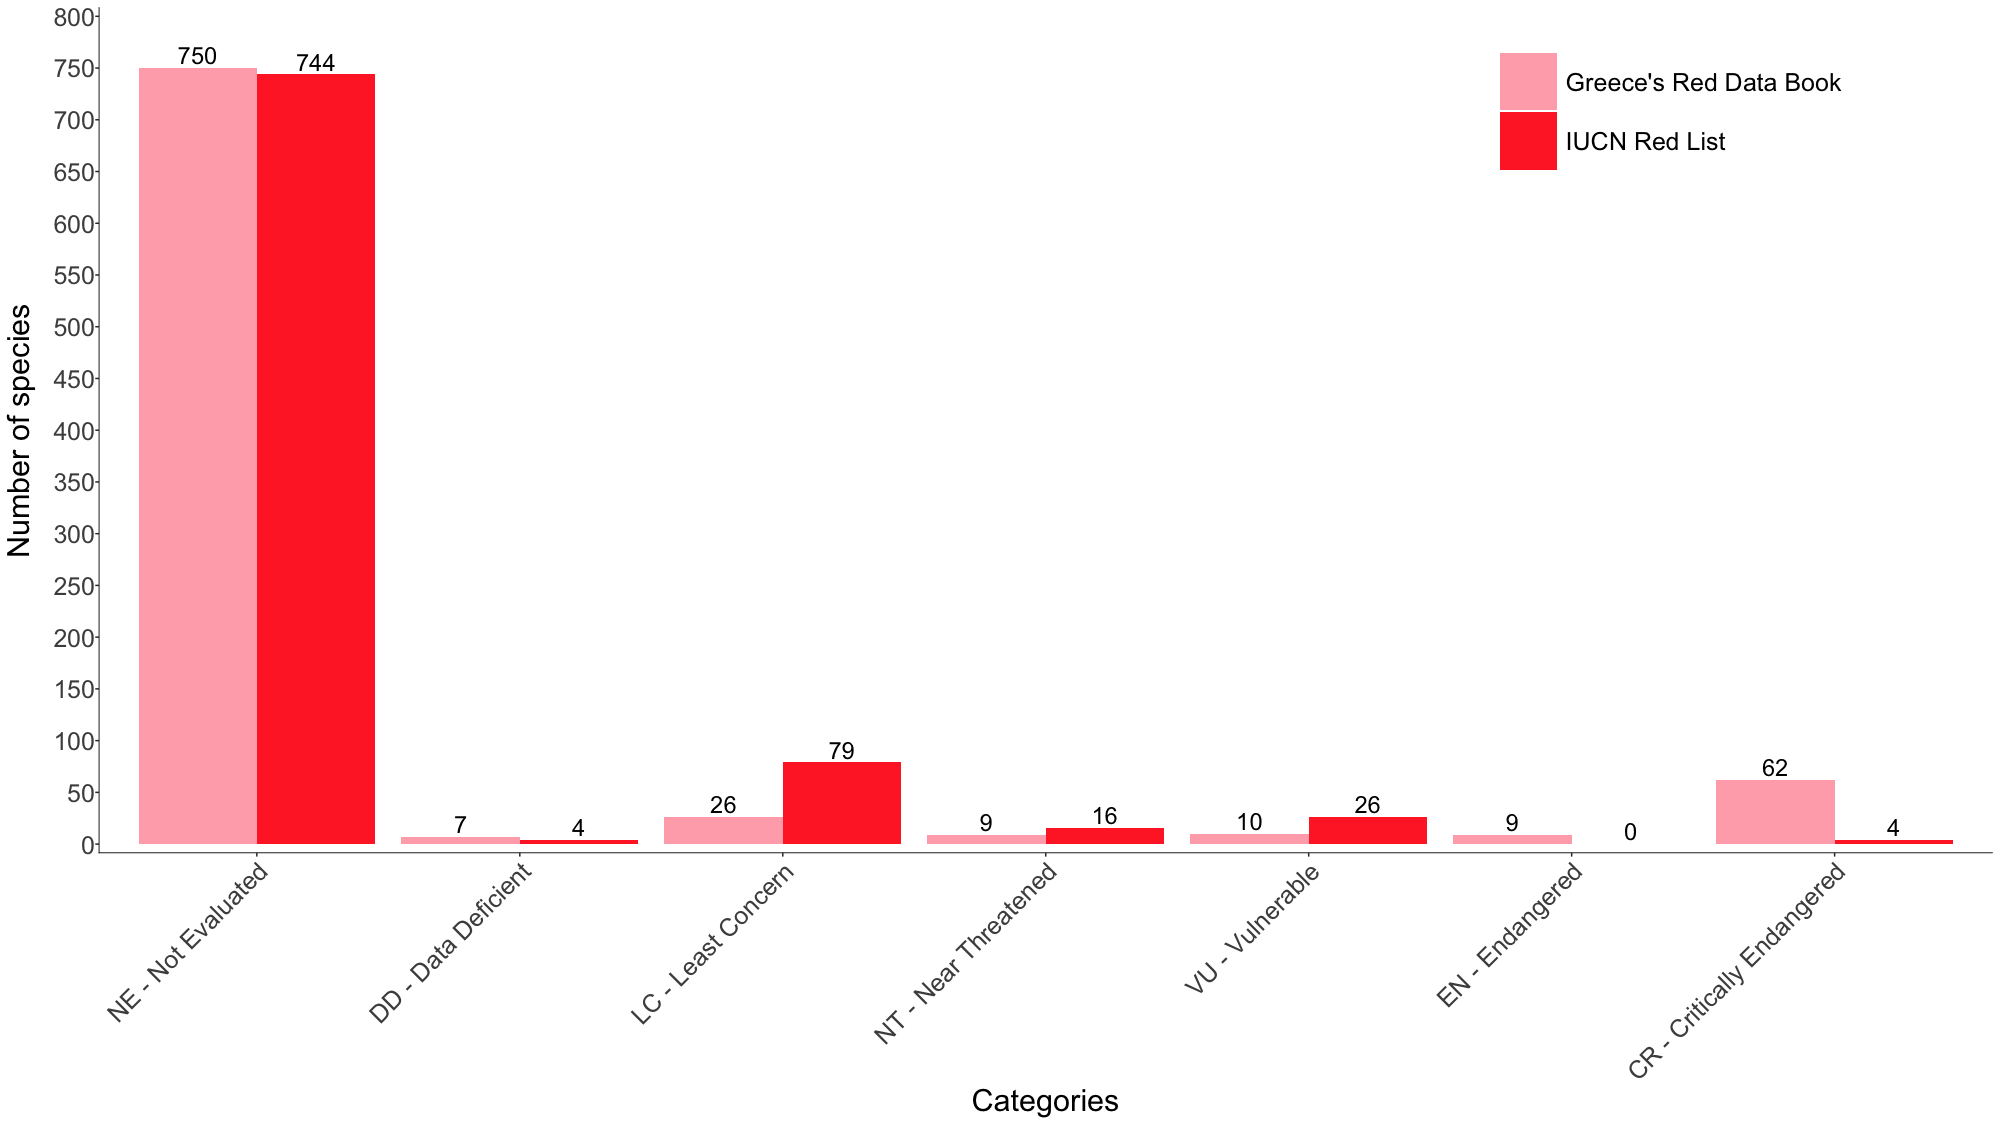 800
750
700
650
600
550
500
450
400
350
300
250
200
150
100
50
0
Number of species
750
744
7
4
26
79
9
16
10
26
9
0
62
4
Greece's Red Data Book
IUCN Red List
NE - Not Evaluated
DD - Data Deficient
LC - Least Concern
NT - Near Threatened
VU - Vulnerable
EN - Endangered
CR - Critically Endangered
Categories